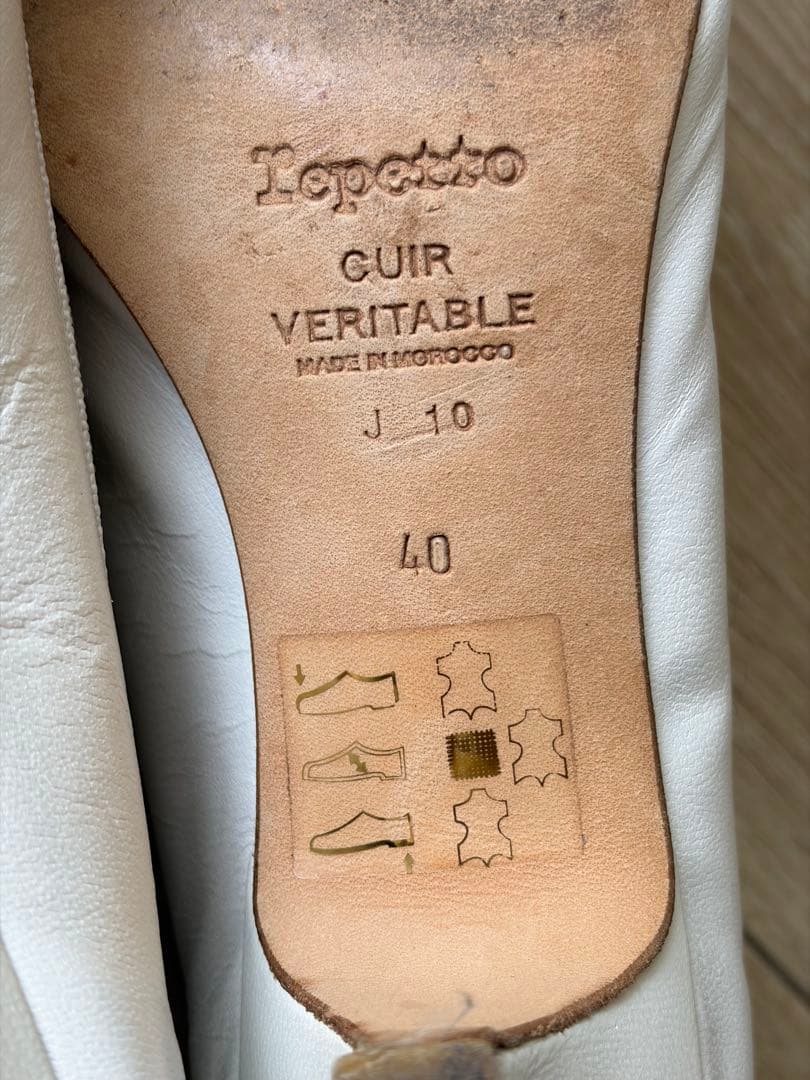 repetto
CUIR
VERITABLE
MADE IN MOROCCO
J 10
40